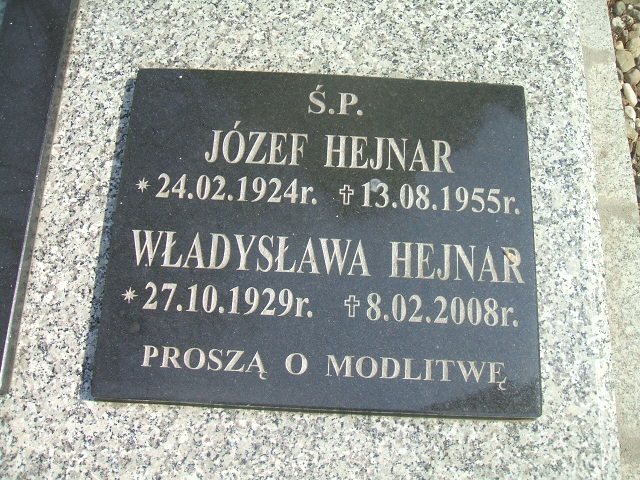 Ś.P.
JÓZEF HEJNAR
* 24.02.1924r. ✝ 13.08.1955r.
WŁADYSŁAWA HEJNAR
* 27.10.1929r. ✝ 8.02.2008r.
PROSZĄ O MODLITWĘ